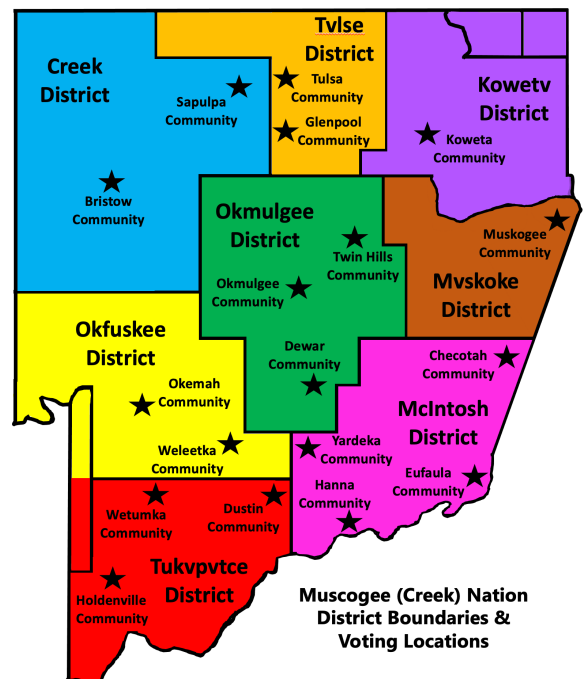 Tvlse
District
Creek
District
Kowetv
District
Tulsa
Community
Sapulpa
Community
Glenpool
Community
Koweta
Community
Bristow
Community
Okmulgee
District
Muskogee
Community
Twin Hills
Community
Okmulgee
Community
Mvskoke
District
Okfuskee
District
Dewar
Community
Checotah
Community
Okemah
Community
McIntosh
District
Weleetka
Community
Yardeka
Community
Eufaula
Community
Hanna
Community
Wetumka
Community
Dustin
Community
Tukvpvtce
District
Holdenville
Community
Muscogee (Creek) Nation
District Boundaries &
Voting Locations